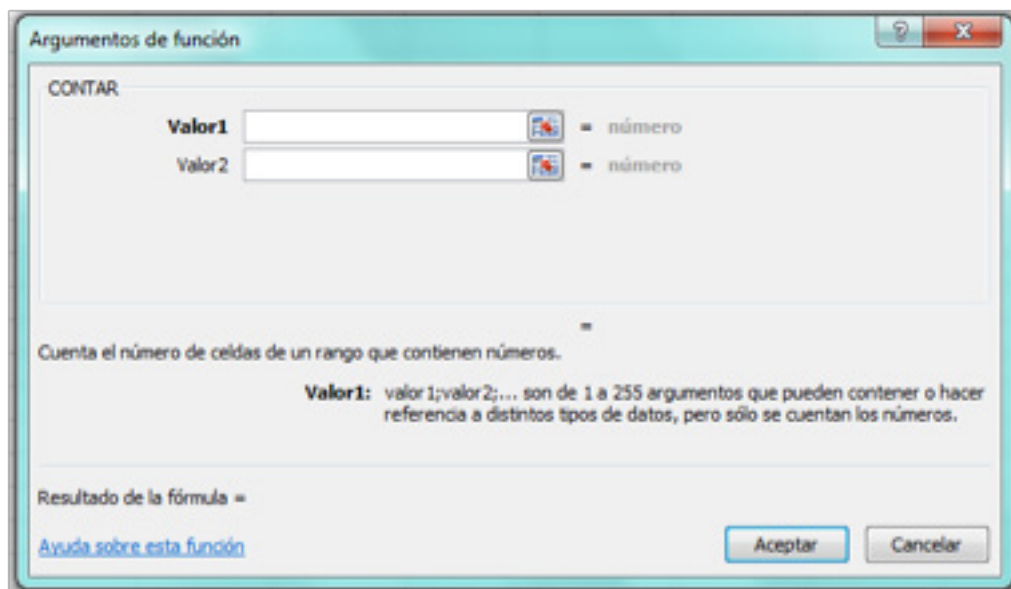 Argumentos de función
CONTAR
Valor1 = número
Valor2 = número
=
Cuenta el número de celdas de un rango que contienen números.
Valor1: valor1;valor2;... son de 1 a 255 argumentos que pueden contener o hacer
referencia a distintos tipos de datos, pero sólo se cuentan los números.
Resultado de la fórmula =
Ayuda sobre esta función
Aceptar Cancelar